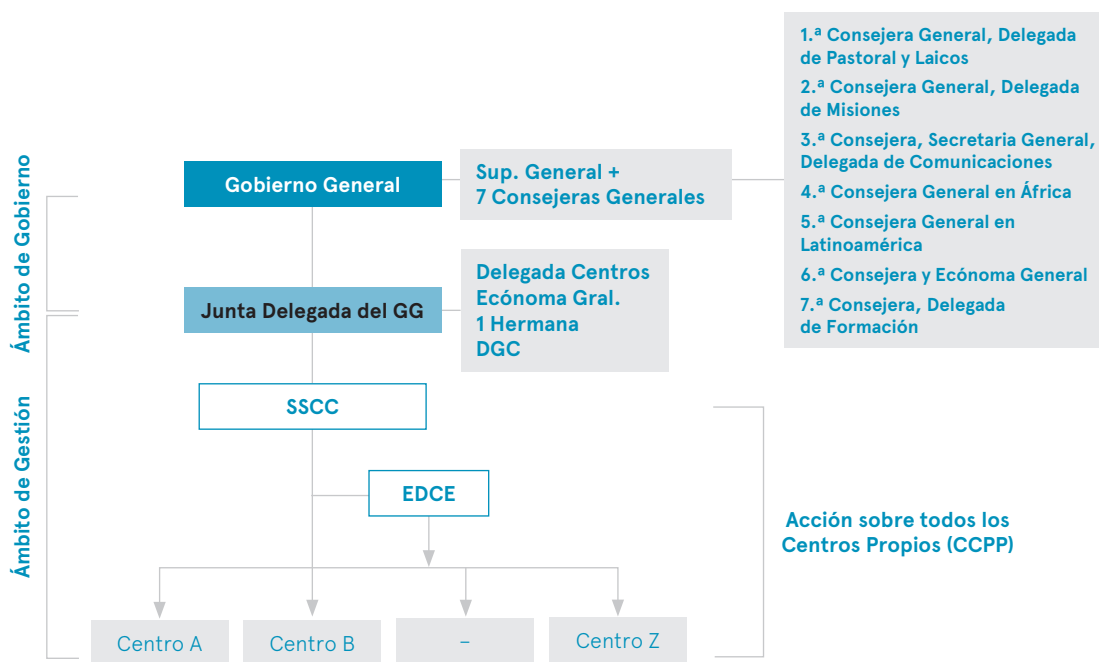 1.ª Consejera General, Delegada
de Pastoral y Laicos
2.ª Consejera General, Delegada
de Misiones
3.ª Consejera, Secretaria General,
Delegada de Comunicaciones
4.ª Consejera General en África
5.ª Consejera General en
Latinoamérica
6.ª Consejera y Ecónoma General
7.ª Consejera, Delegada
de Formación
Ámbito de Gobierno
Gobierno General
Sup. General +
7 Consejeras Generales
Junta Delegada del GG
Delegada Centros
Ecónoma Gral.
1 Hermana
DGC
Ámbito de Gestión
SSCC
EDCE
Acción sobre todos los
Centros Propios (CCPP)
Centro A
Centro B
–
Centro Z